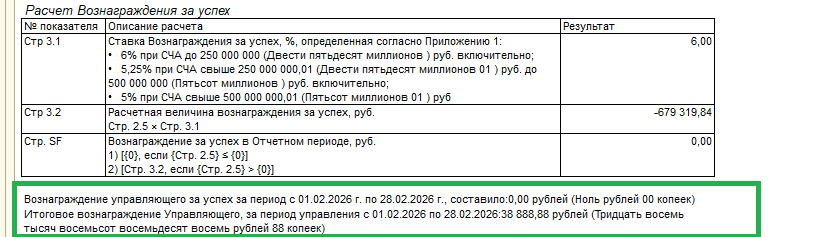 Расчет Вознаграждения за успех
№ показателя Описание расчета Результат
Стр 3.1 Ставка Вознаграждения за успех, %, определенная согласно Приложению 1: 6,00
• 6% при СЧА до 250 000 000 (Двести пятьдесят миллионов ) руб. включительно;
• 5,25% при СЧА свыше 250 000 000,01 (Двести пятьдесят миллионов 01 ) руб. до
500 000 000 (Пятьсот миллионов ) руб. включительно;
• 5% при СЧА свыше 500 000 000,01 (Пятьсот миллионов 01 ) руб
Стр 3.2 Расчетная величина вознаграждения за успех, руб. -679 319,84
Стр. 2.5 × Стр. 3.1
Стр. SF Вознаграждение за успех в Отчетном периоде, руб. 0,00
1) [{0}, если {Стр. 2.5} ≤ {0}]
2) [Стр. 3.2, если {Стр. 2.5} > {0}]
Вознаграждение управляющего за успех за период с 01.02.2026 г. по 28.02.2026 г., составило:0,00 рублей (Ноль рублей 00 копеек)
Итоговое вознаграждение Управляющего, за период управления с 01.02.2026 по 28.02.2026:38 888,88 рублей (Тридцать восемь
тысяч восемьсот восемьдесят восемь рублей 88 копеек)